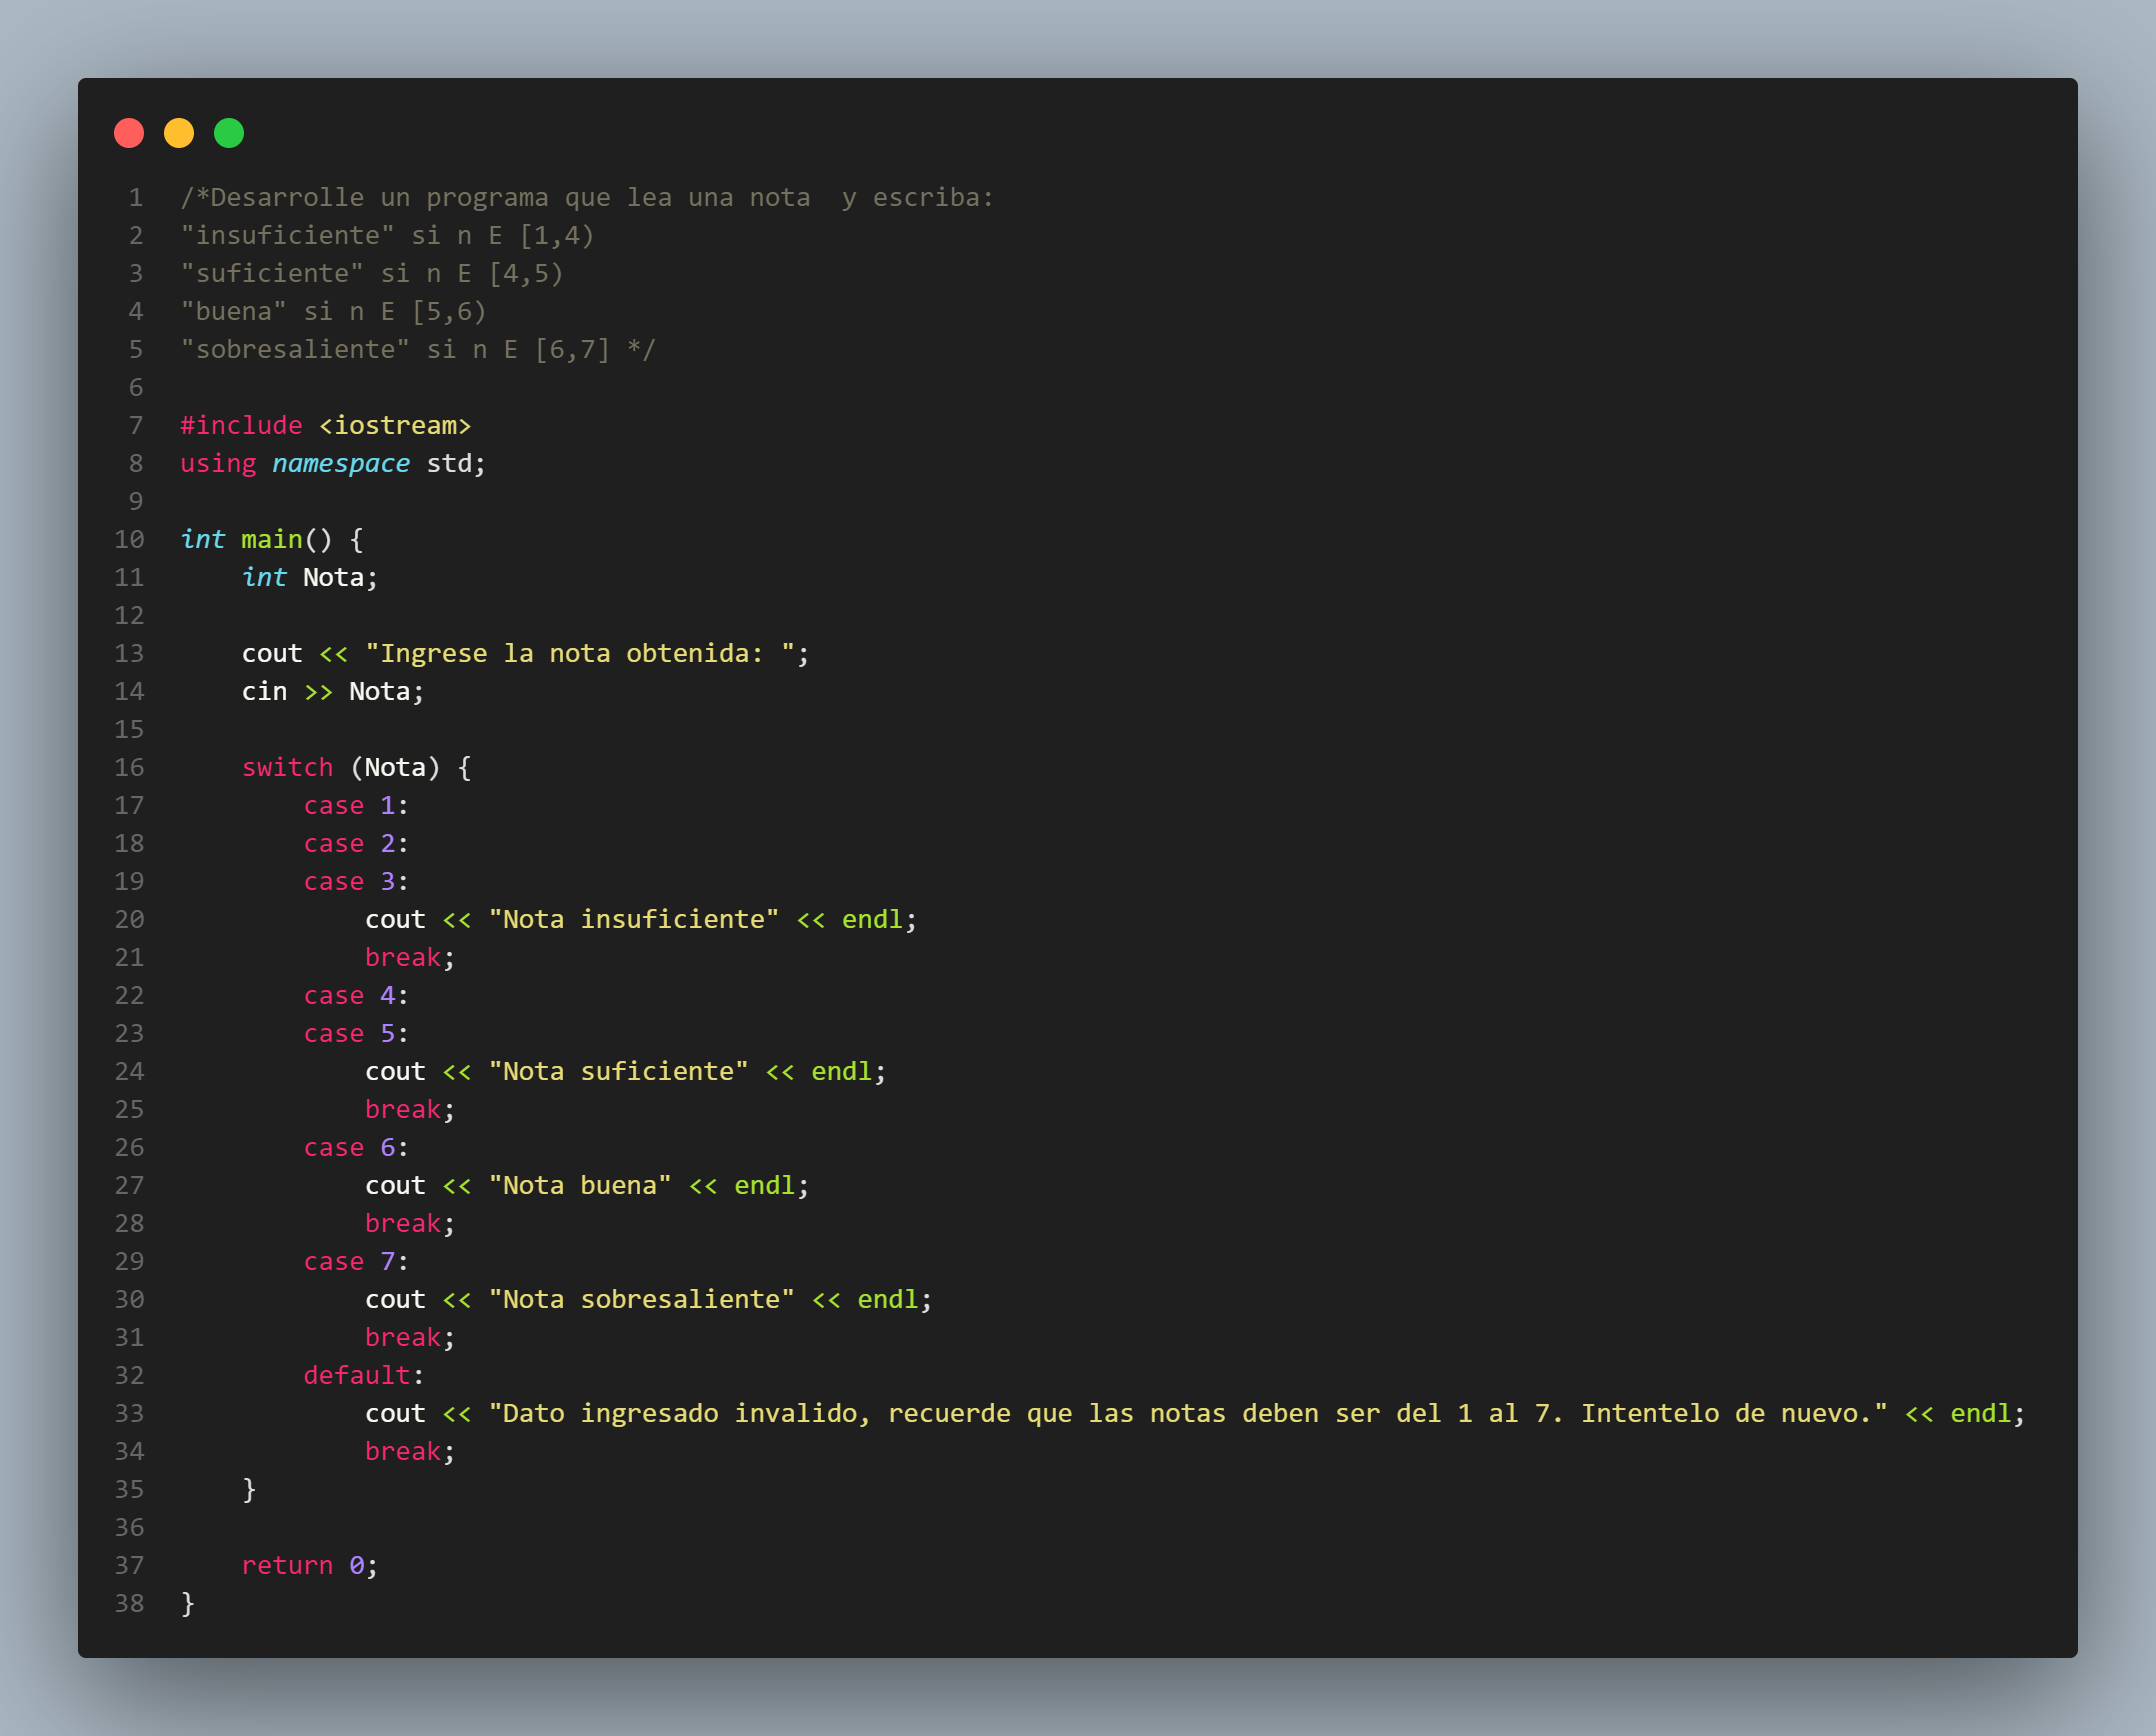 1 /*Desarrolle un programa que lea una nota  y escriba:
2 "insuficiente" si n E [1,4)
3 "suficiente" si n E [4,5)
4 "buena" si n E [5,6)
5 "sobresaliente" si n E [6,7] */
6
7 #include <iostream>
8 using namespace std;
9
10 int main() {
11     int Nota;
12
13     cout << "Ingrese la nota obtenida: ";
14     cin >> Nota;
15
16     switch (Nota) {
17         case 1:
18         case 2:
19         case 3:
20             cout << "Nota insuficiente" << endl;
21             break;
22         case 4:
23         case 5:
24             cout << "Nota suficiente" << endl;
25             break;
26         case 6:
27             cout << "Nota buena" << endl;
28             break;
29         case 7:
30             cout << "Nota sobresaliente" << endl;
31             break;
32         default:
33             cout << "Dato ingresado invalido, recuerde que las notas deben ser del 1 al 7. Intentelo de nuevo." << endl;
34             break;
35     }
36
37     return 0;
38 }